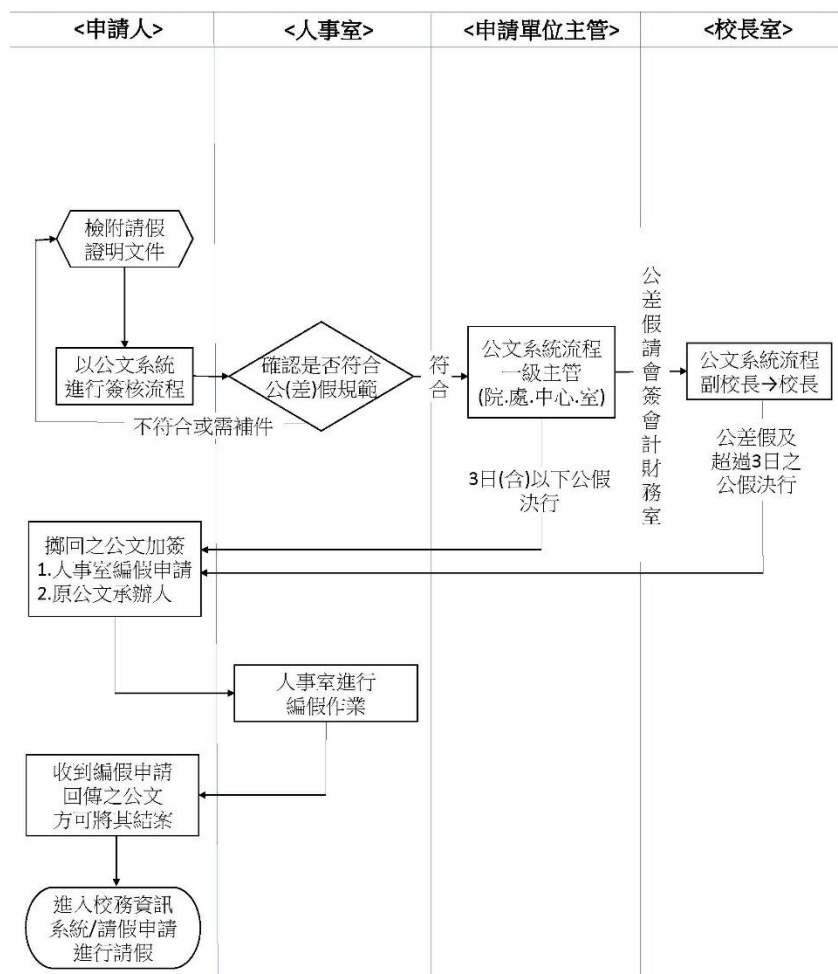 <申請人>
<人事室>
<申請單位主管>
<校長室>
檢附請假
證明文件
以公文系統
進行簽核流程
確認是否符合
公(差)假規範
不符合或需補件
符
合
公文系統流程
一級主管
(院.處.中心.室)
3日(含)以下公假
決行
公
差
假
請
會
簽
會
計
財
務
室
公文系統流程
副校長→校長
公差假及
超過3日之
公假決行
擲回之公文加簽
1.人事室編假申請
2.原公文承辦人
人事室進行
編假作業
收到編假申請
回傳之公文
方可將其結案
進入校務資訊
系統/請假申請
進行請假